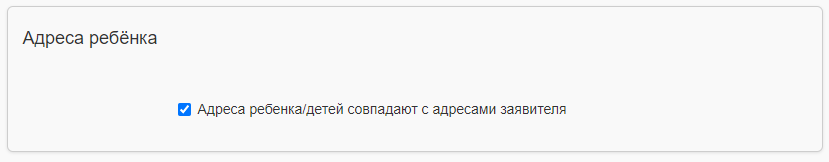 Адреса ребёнка
Адреса ребенка/детей совпадают с адресами заявителя